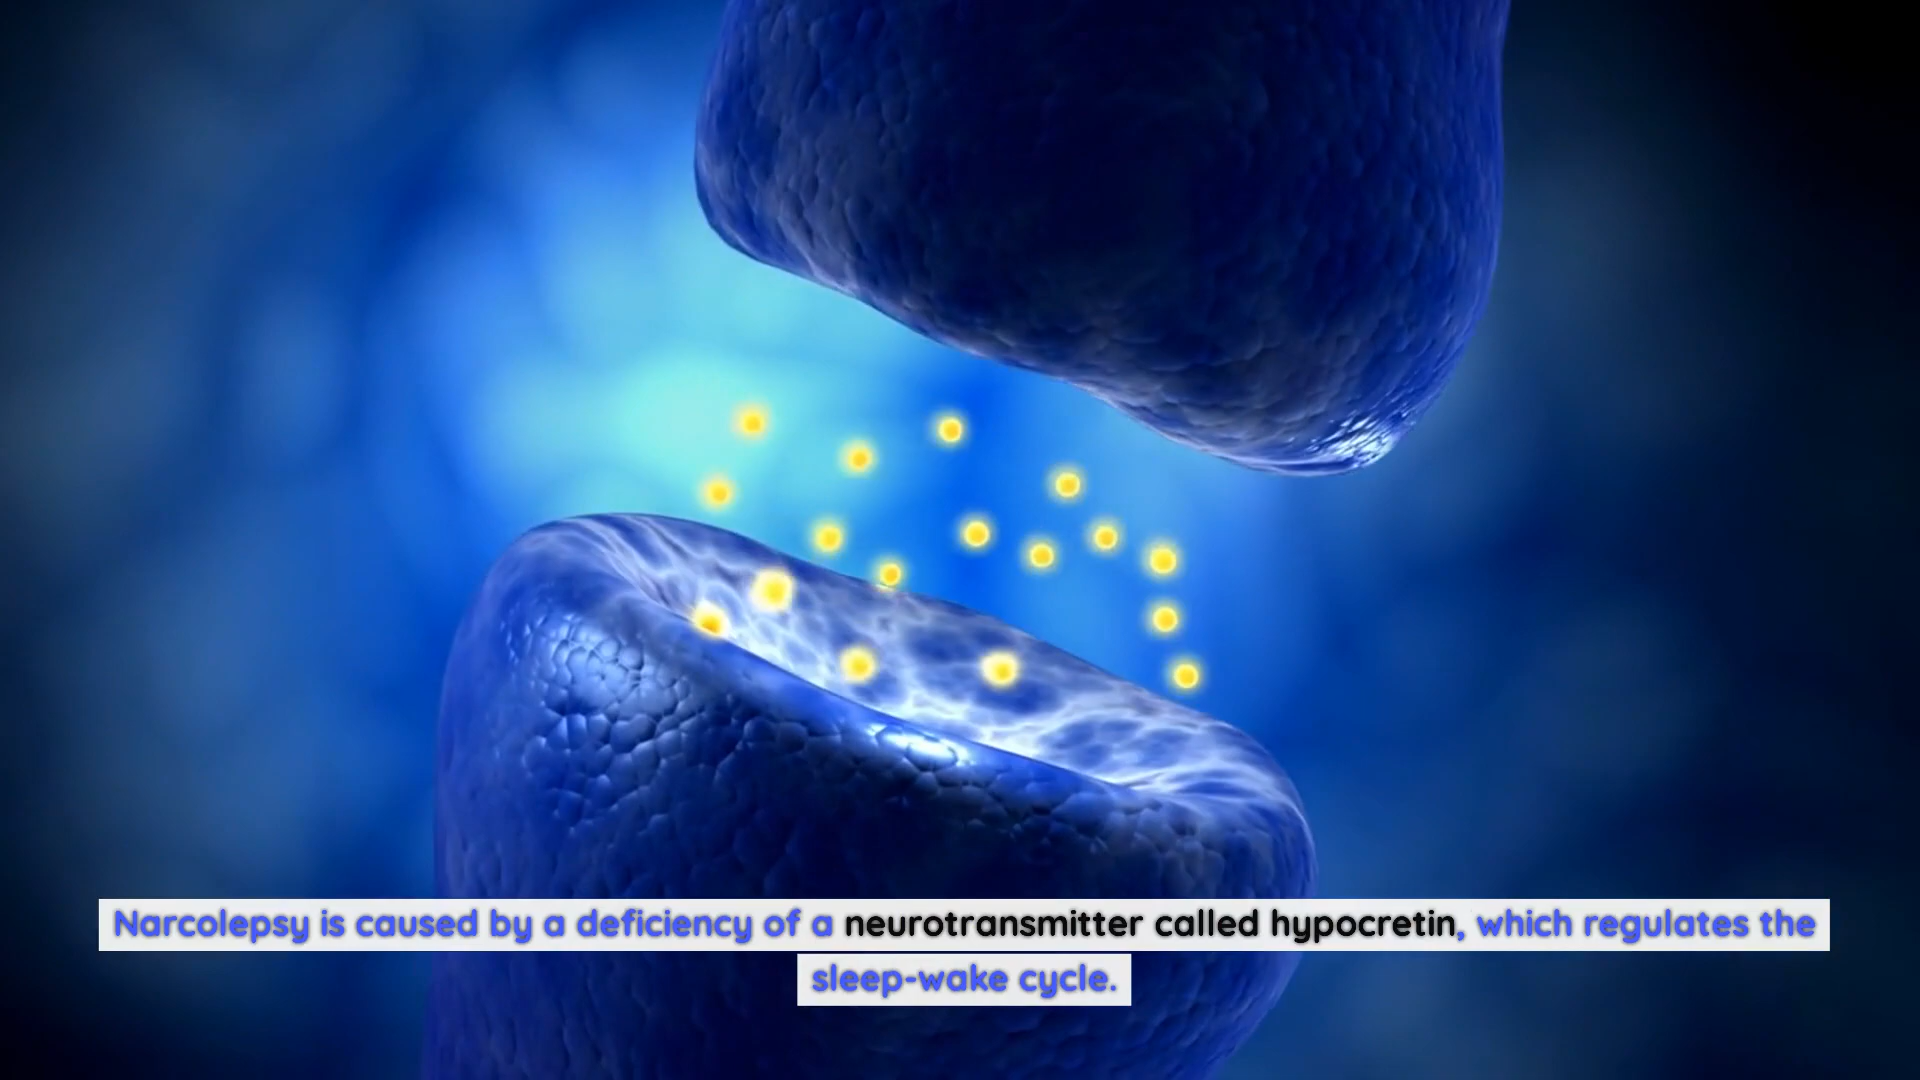 Narcolepsy is caused by a deficiency of a neurotransmitter called hypocretin, which regulates the
sleep-wake cycle.